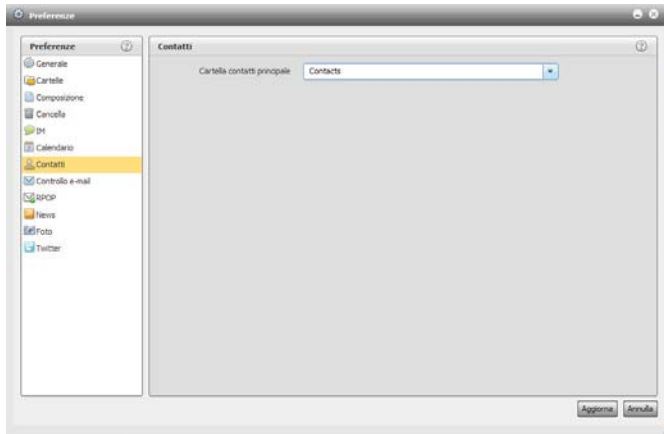 Preferenze
Preferenze
Generale
Cartelle
Composizione
Cancella
IM
Calendario
Contatti
Controllo e-mail
RPOP
News
Foto
Twitter
Contatti
Cartella contatti principale
Contacts
Aggiorna
Annulla